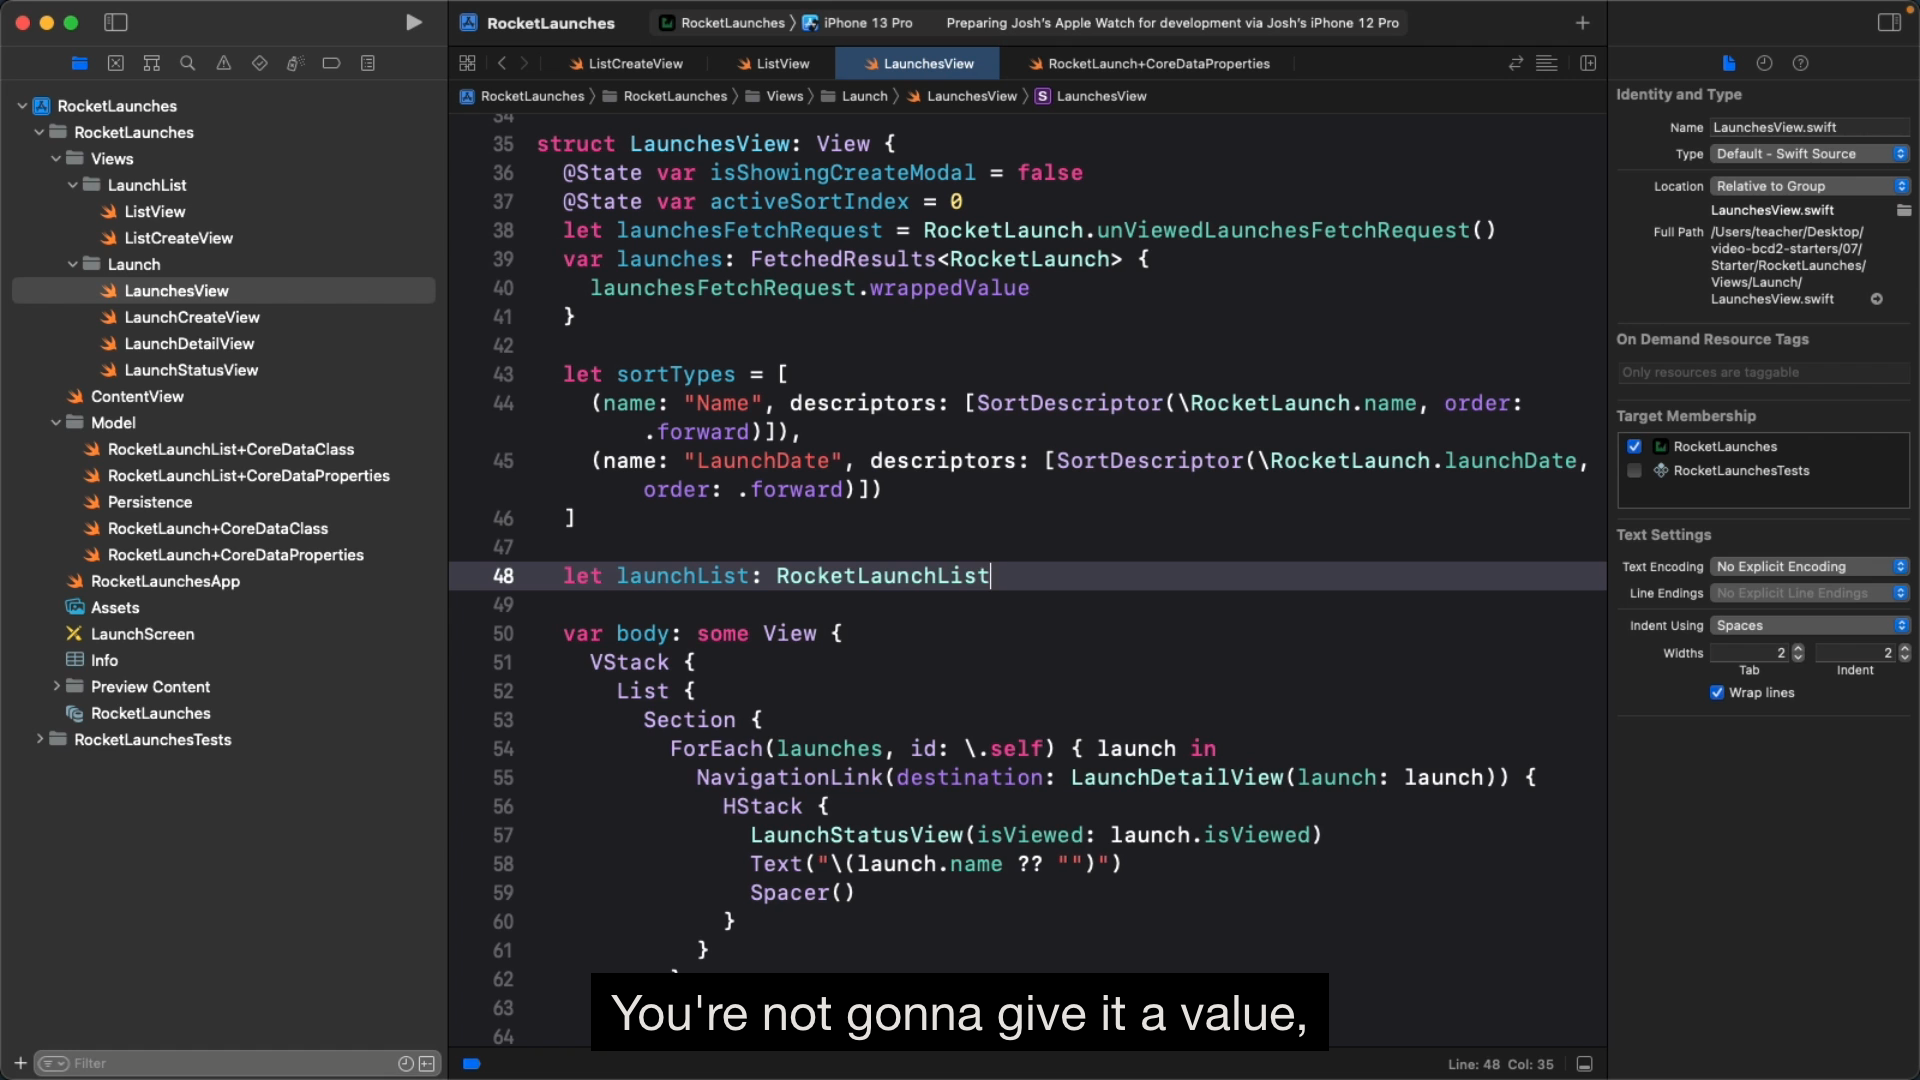 RocketLaunches
RocketLaunches 〉 iPhone 13 Pro
Preparing Josh's Apple Watch for development via Josh's iPhone 12 Pro
ListCreateView
ListView
LaunchesView
RocketLaunch+CoreDataProperties
RocketLaunches 〉 RocketLaunches 〉 Views 〉 Launch 〉 LaunchesView 〉 S LaunchesView
RocketLaunches
RocketLaunches
Views
LaunchList
ListView
ListCreateView
Launch
LaunchesView
LaunchCreateView
LaunchDetailView
LaunchStatusView
ContentView
Model
RocketLaunchList+CoreDataClass
RocketLaunchList+CoreDataProperties
Persistence
RocketLaunch+CoreDataClass
RocketLaunch+CoreDataProperties
RocketLaunchesApp
Assets
LaunchScreen
Info
Preview Content
RocketLaunches
RocketLaunchesTests
Filter
34
35 struct LaunchesView: View {
36 @State var isShowingCreateModal = false
37 @State var activeSortIndex = 0
38 let launchesFetchRequest = RocketLaunch.unViewedLaunchesFetchRequest()
39 var launches: FetchedResults<RocketLaunch> {
40 launchesFetchRequest.wrappedValue
41 }
42
43 let sortTypes = [
44 (name: "Name", descriptors: [SortDescriptor(\RocketLaunch.name, order:
.forward)]),
45 (name: "LaunchDate", descriptors: [SortDescriptor(\RocketLaunch.launchDate,
order: .forward)])
46 ]
47
48 let launchList: RocketLaunchList
49
50 var body: some View {
51 VStack {
52 List {
53 Section {
54 ForEach(launches, id: \.self) { launch in
55 NavigationLink(destination: LaunchDetailView(launch: launch)) {
56 HStack {
57 LaunchStatusView(isViewed: launch.isViewed)
58 Text("\(launch.name ?? "")")
59 Spacer()
60 }
61 }
62
63
64
You're not gonna give it a value,
Line: 48 Col: 35
Identity and Type
Name LaunchesView.swift
Type Default - Swift Source
Location Relative to Group
LaunchesView.swift
Full Path /Users/teacher/Desktop/
video-bcd2-starters/07/
Starter/RocketLaunches/
Views/Launch/
LaunchesView.swift
On Demand Resource Tags
Only resources are taggable
Target Membership
RocketLaunches
RocketLaunchesTests
Text Settings
Text Encoding No Explicit Encoding
Line Endings No Explicit Line Endings
Indent Using Spaces
Widths 2 2
Tab Indent
Wrap lines